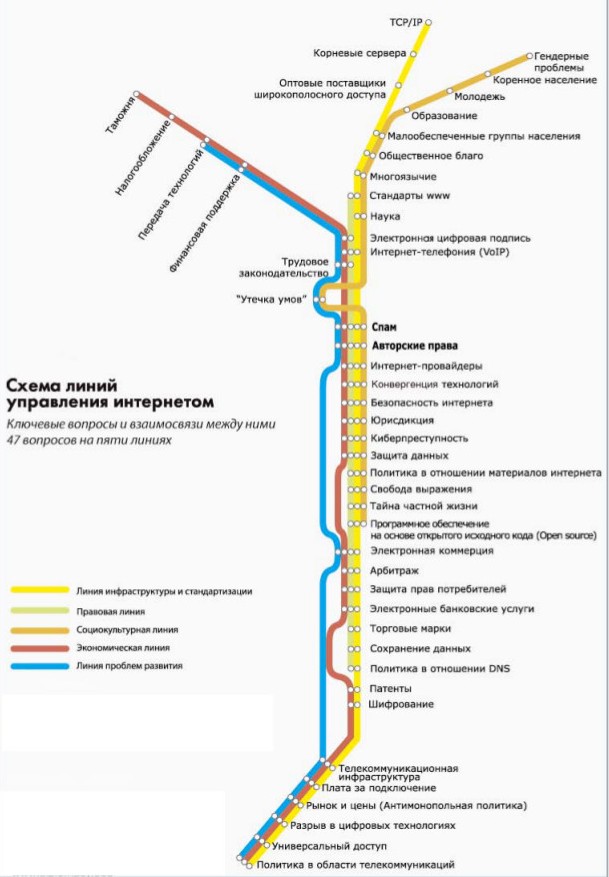 TCP/IP
Корневые сервера
Оптовые поставщики
широкополосного доступа
Гендерные
проблемы
Коренное население
Молодежь
Образование
Малообеспеченные группы населения
Общественное благо
Многоязычие
Стандарты www
Наука
Электронная цифровая подпись
Интернет-телефония (VoIP)
Таможня
Налогообложение
Передача технологий
Финансовая поддержка
Трудовое
законодательство
"Утечка умов"
Спам
Авторские права
Интернет-провайдеры
Конвергенция технологий
Безопасность интернета
Юрисдикция
Киберпреступность
Защита данных
Политика в отношении материалов интернета
Свобода выражения
Тайна частной жизни
Программное обеспечение
на основе открытого исходного кода (Open source)
Электронная коммерция
Арбитраж
Защита прав потребителей
Электронные банковские услуги
Торговые марки
Сохранение данных
Политика в отношении DNS
Патенты
Шифрование
Телекоммуникационная
инфраструктура
Плата за подключение
Рынок и цены (Антимонопольная политика)
Разрыв в цифровых технологиях
Универсальный доступ
Политика в области телекоммуникаций
Схема линий
управления интернетом
Ключевые вопросы и взаимосвязи между ними
47 вопросов на пяти линиях
Линия инфраструктуры и стандартизации
Правовая линия
Социокультурная линия
Экономическая линия
Линия проблем развития